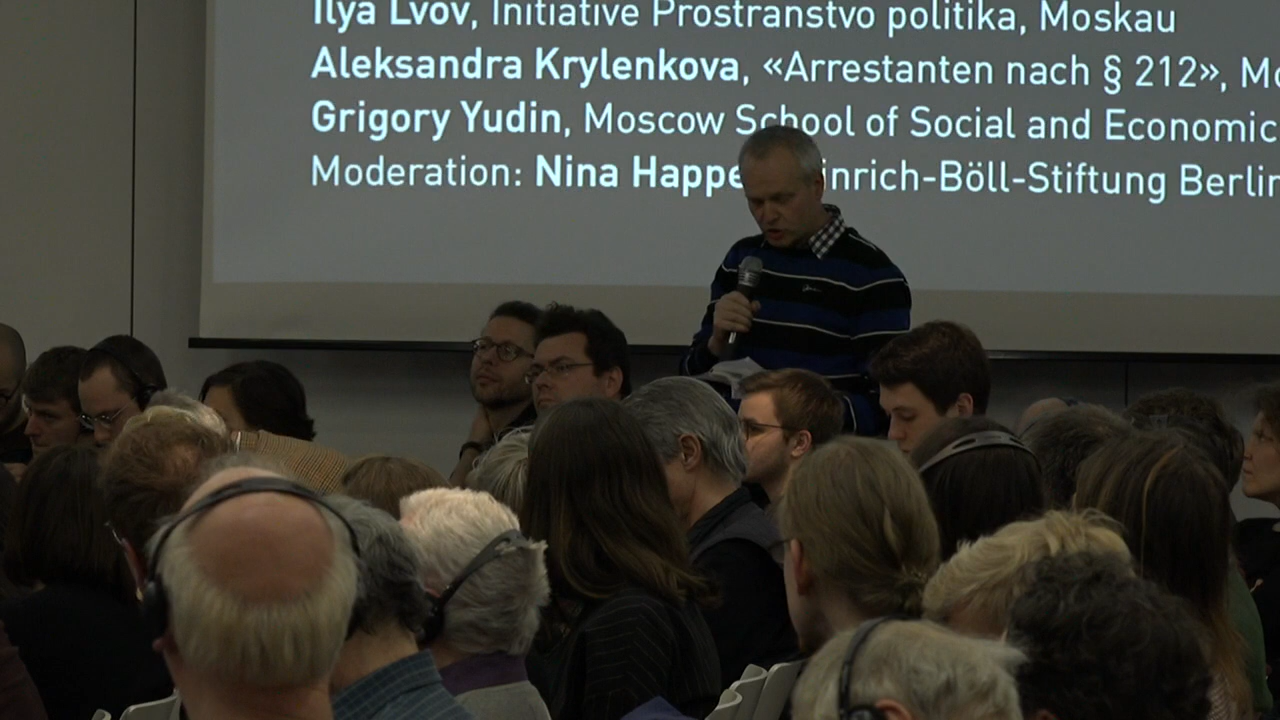 Ilya Lvov, Initiative Prostranstvo politika, Moskau
Aleksandra Krylenkova, «Arrestanten nach § 212»,
Grigory Yudin, Moscow School of Social and Economic
Moderation: Nina Happe inrich-Böll-Stiftung Berlin